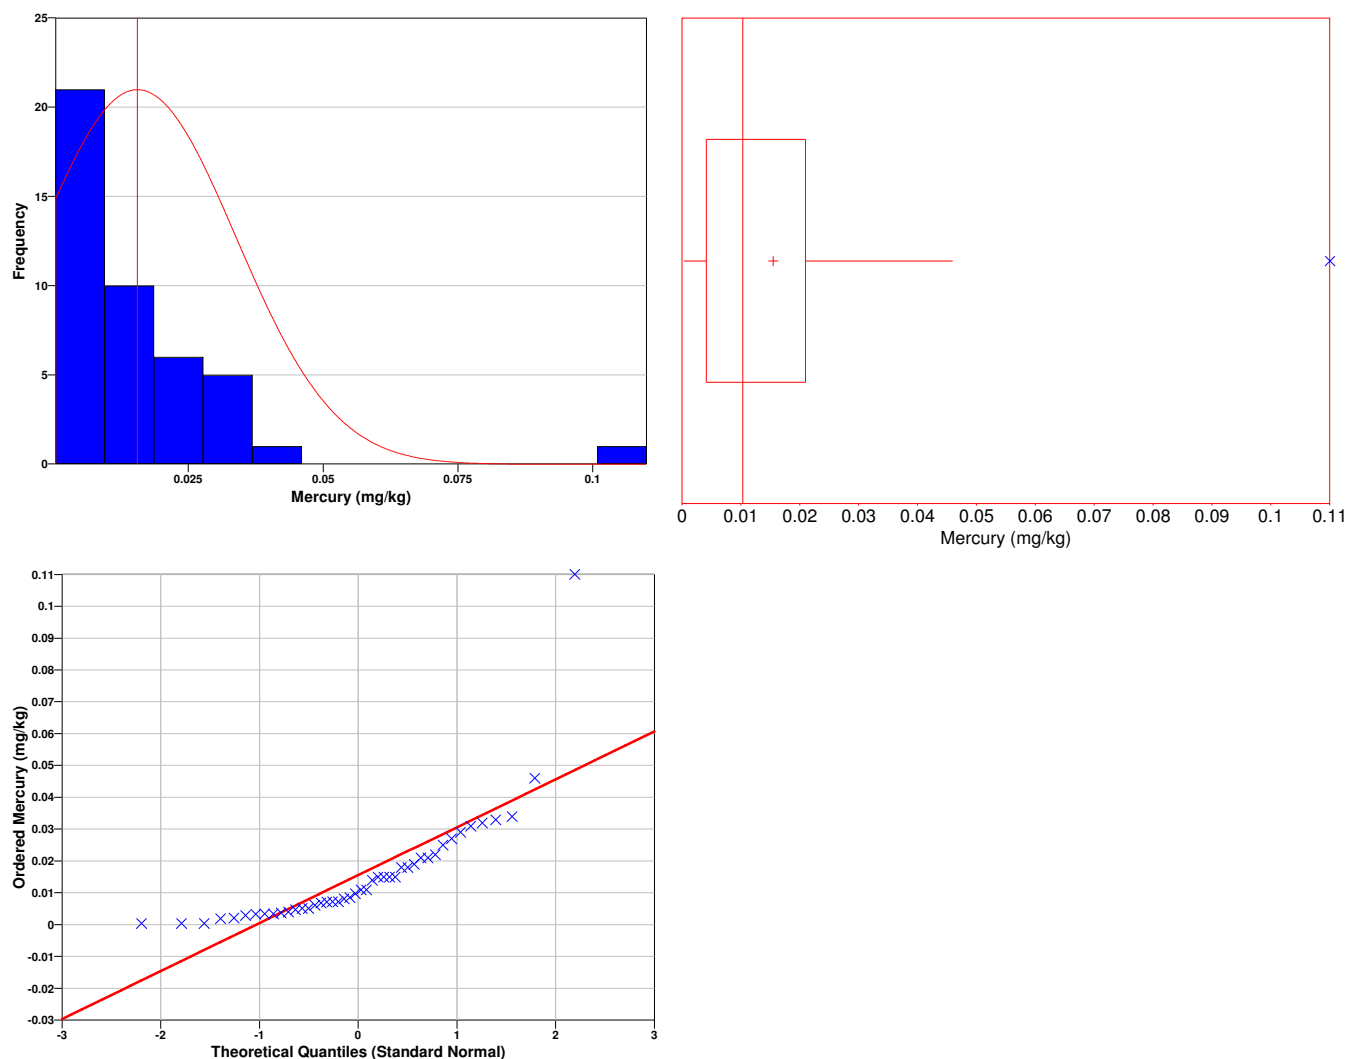 25
20
15
10
5
0
Frequency
0.025 0.05 0.075 0.1
Mercury (mg/kg)
0 0.01 0.02 0.03 0.04 0.05 0.06 0.07 0.08 0.09 0.1 0.11
Mercury (mg/kg)
0.11
0.1
0.09
0.08
0.07
0.06
0.05
0.04
0.03
0.02
0.01
0
-0.01
-0.02
-0.03
Ordered Mercury (mg/kg)
-3 -2 -1 0 1 2 3
Theoretical Quantiles (Standard Normal)